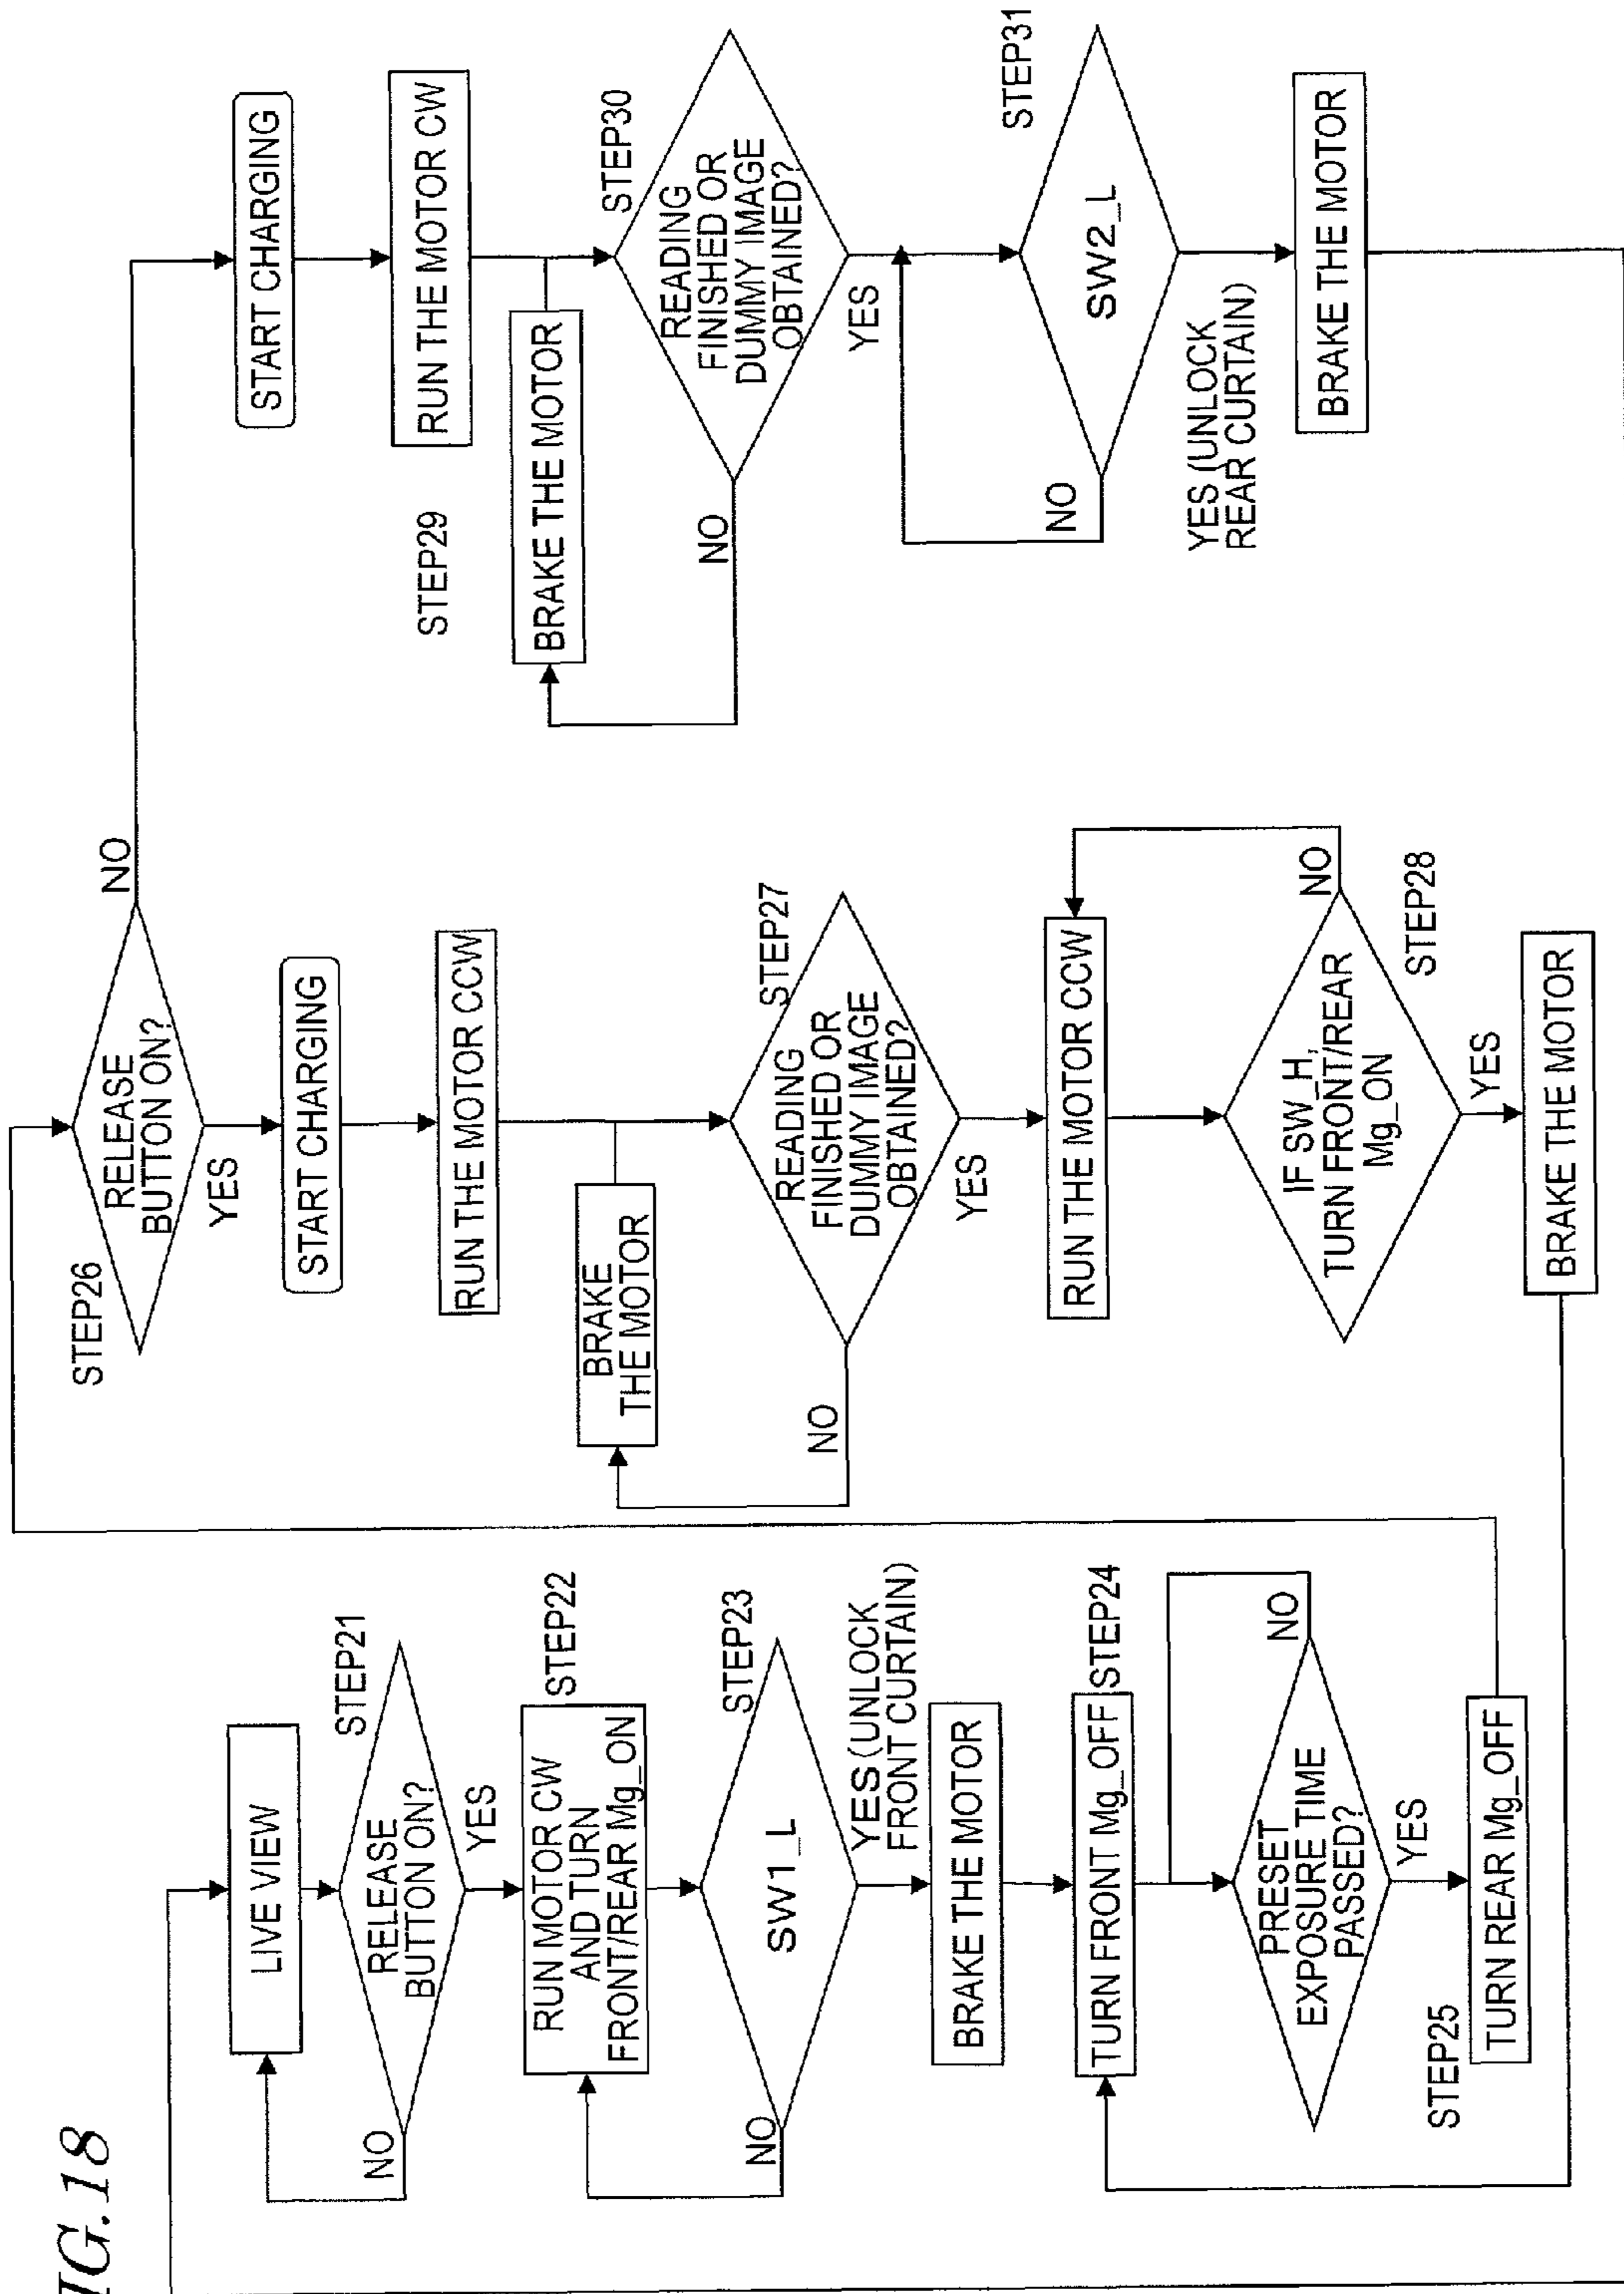 IG.18
LIVE VIEW
STEP21
RELEASE
BUTTON ON?
NO
YES
STEP22
RUN MOTOR CW
AND TURN
FRONT/REAR Mg_ON
STEP23
SW1_L
NO
YES (UNLOCK
FRONT CURTAIN)
BRAKE THE MOTOR
TURN FRONT Mg_OFF
STEP24
PRESET
EXPOSURE TIME
PASSED?
NO
YES
STEP25
TURN REAR Mg_OFF
STEP26
RELEASE
BUTTON ON?
NO
YES
START CHARGING
RUN THE MOTOR CCW
BRAKE
THE MOTOR
STEP27
READING
FINISHED OR
DUMMY IMAGE
OBTAINED?
NO
YES
RUN THE MOTOR CCW
IF SW_H,
TURN FRONT/REAR
Mg_ON
NO
STEP28
YES
BRAKE THE MOTOR
START CHARGING
RUN THE MOTOR CW
STEP29
BRAKE THE MOTOR
STEP30
READING
FINISHED OR
DUMMY IMAGE
OBTAINED?
NO
YES
STEP31
SW2_L
NO
YES (UNLOCK
REAR CURTAIN)
BRAKE THE MOTOR